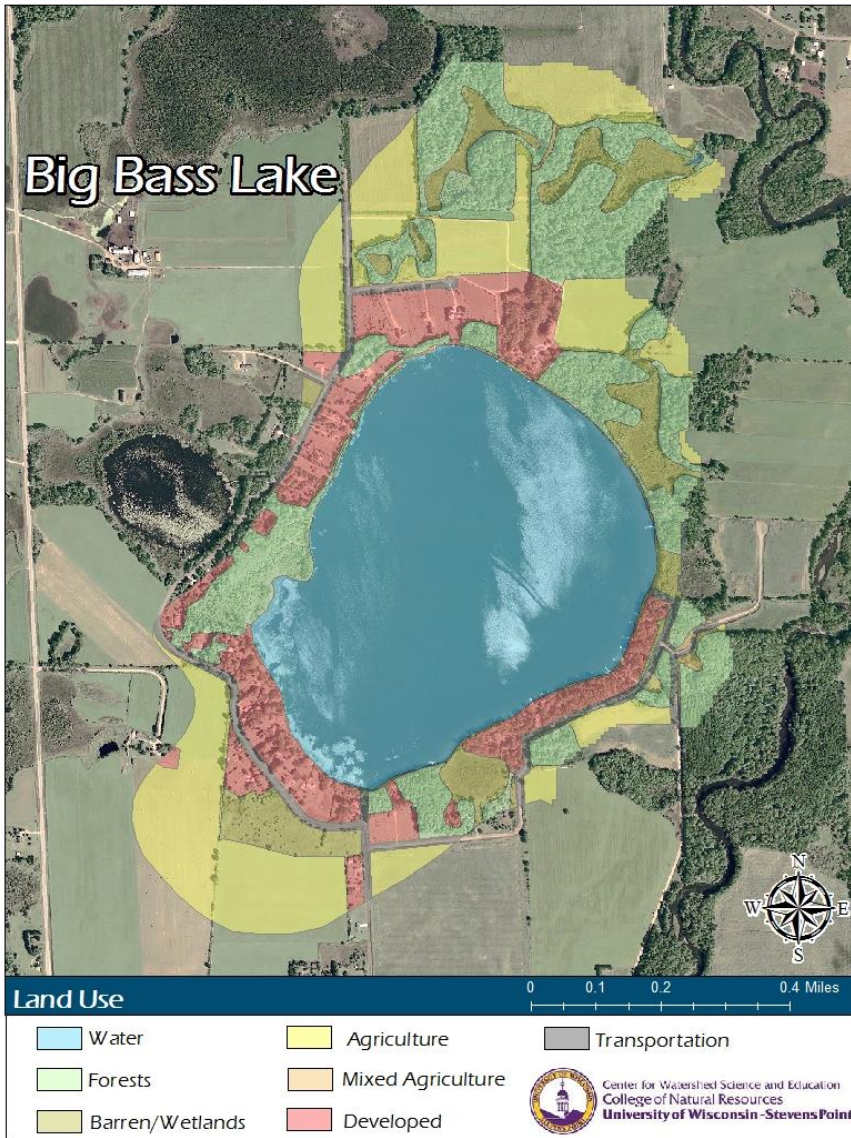 Big Bass Lake
N
W E
S
Land Use
0 0.1 0.2 0.4 Miles
Water
Agriculture
Transportation
Forests
Mixed Agriculture
Barren/Wetlands
Developed
Center for Watershed Science and Education
College of Natural Resources
University of Wisconsin-Stevens Point